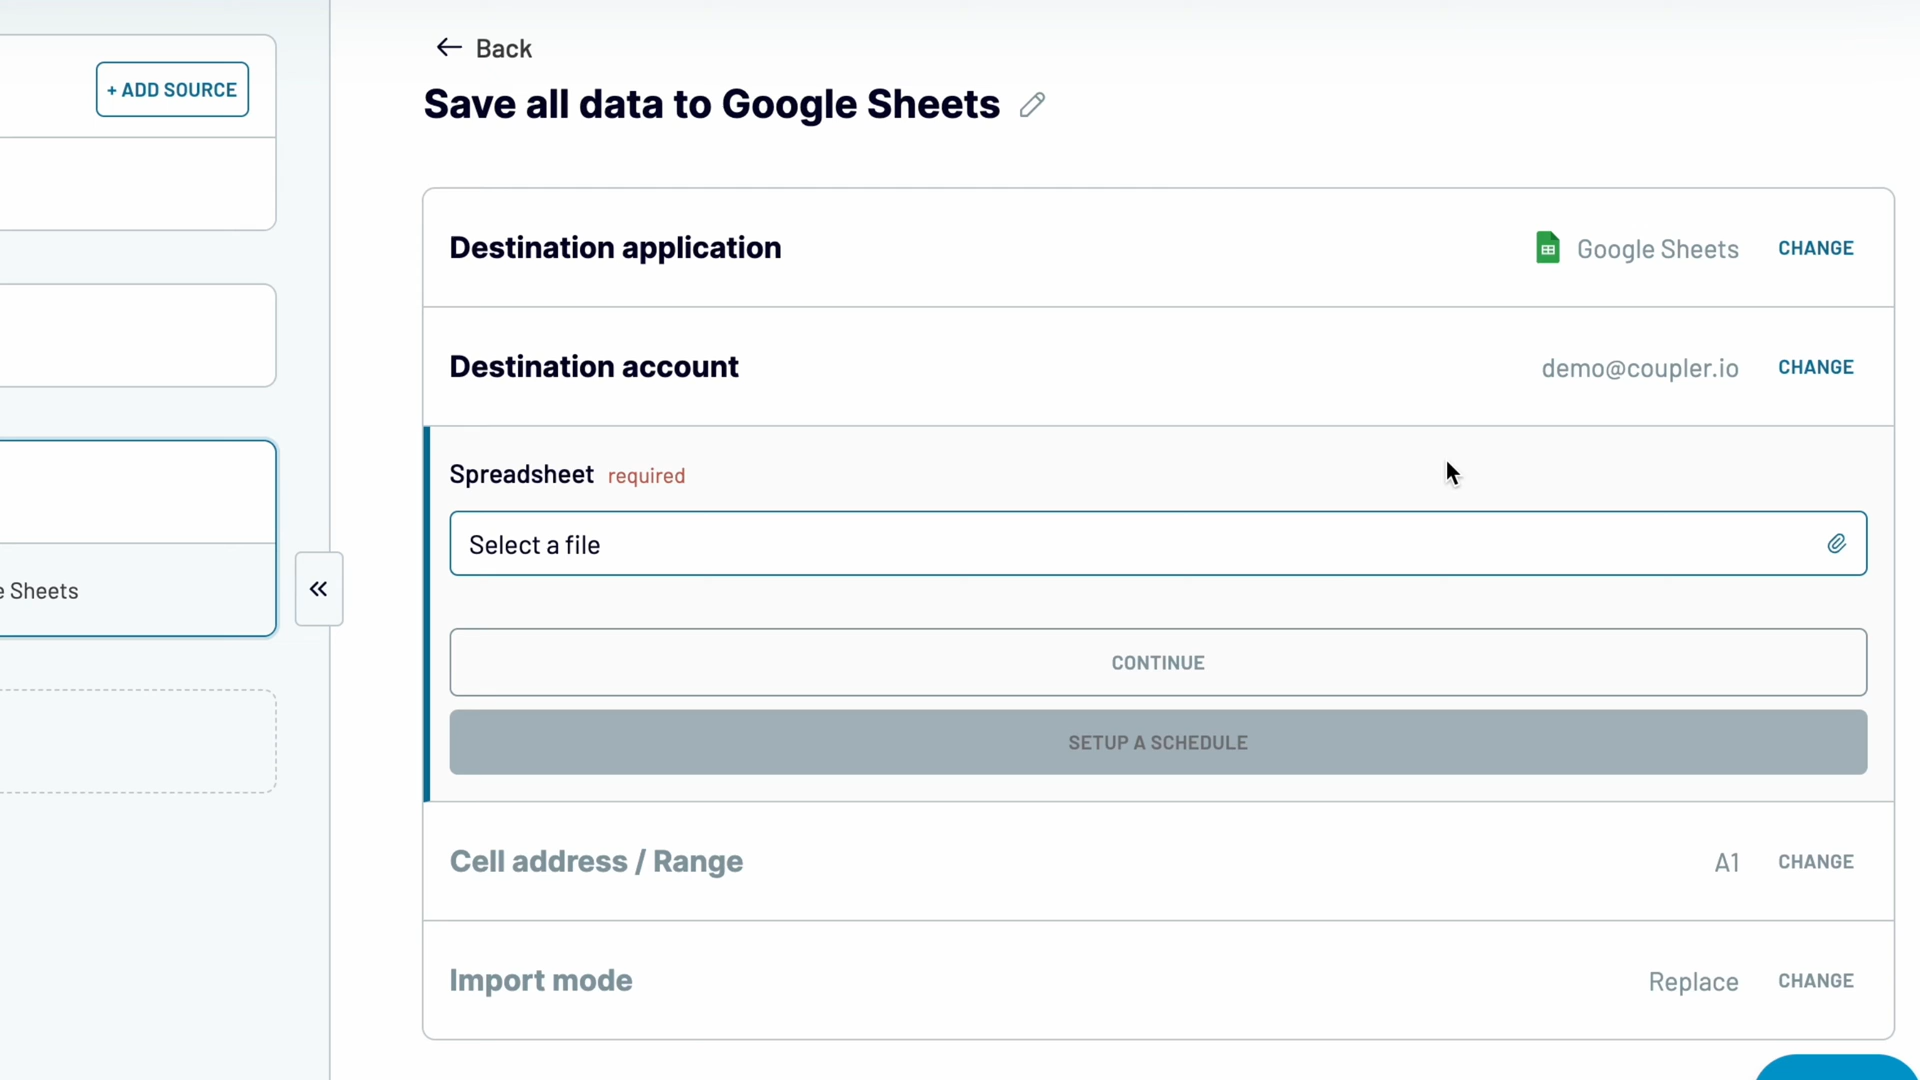 + ADD SOURCE
e Sheets
Back
Save all data to Google Sheets
Destination application
Google Sheets CHANGE
Destination account
demo@coupler.io CHANGE
Spreadsheet required
Select a file
CONTINUE
SETUP A SCHEDULE
Cell address / Range
A1 CHANGE
Import mode
Replace CHANGE